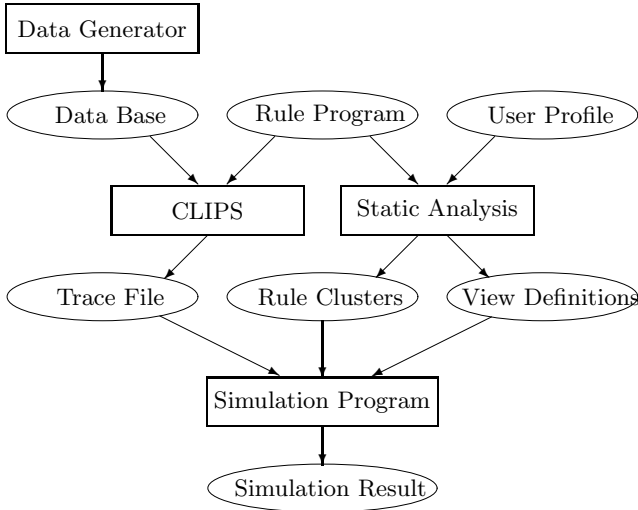 Data Generator
Data Base
Rule Program
User Profile
CLIPS
Static Analysis
Trace File
Rule Clusters
View Definitions
Simulation Program
Simulation Result